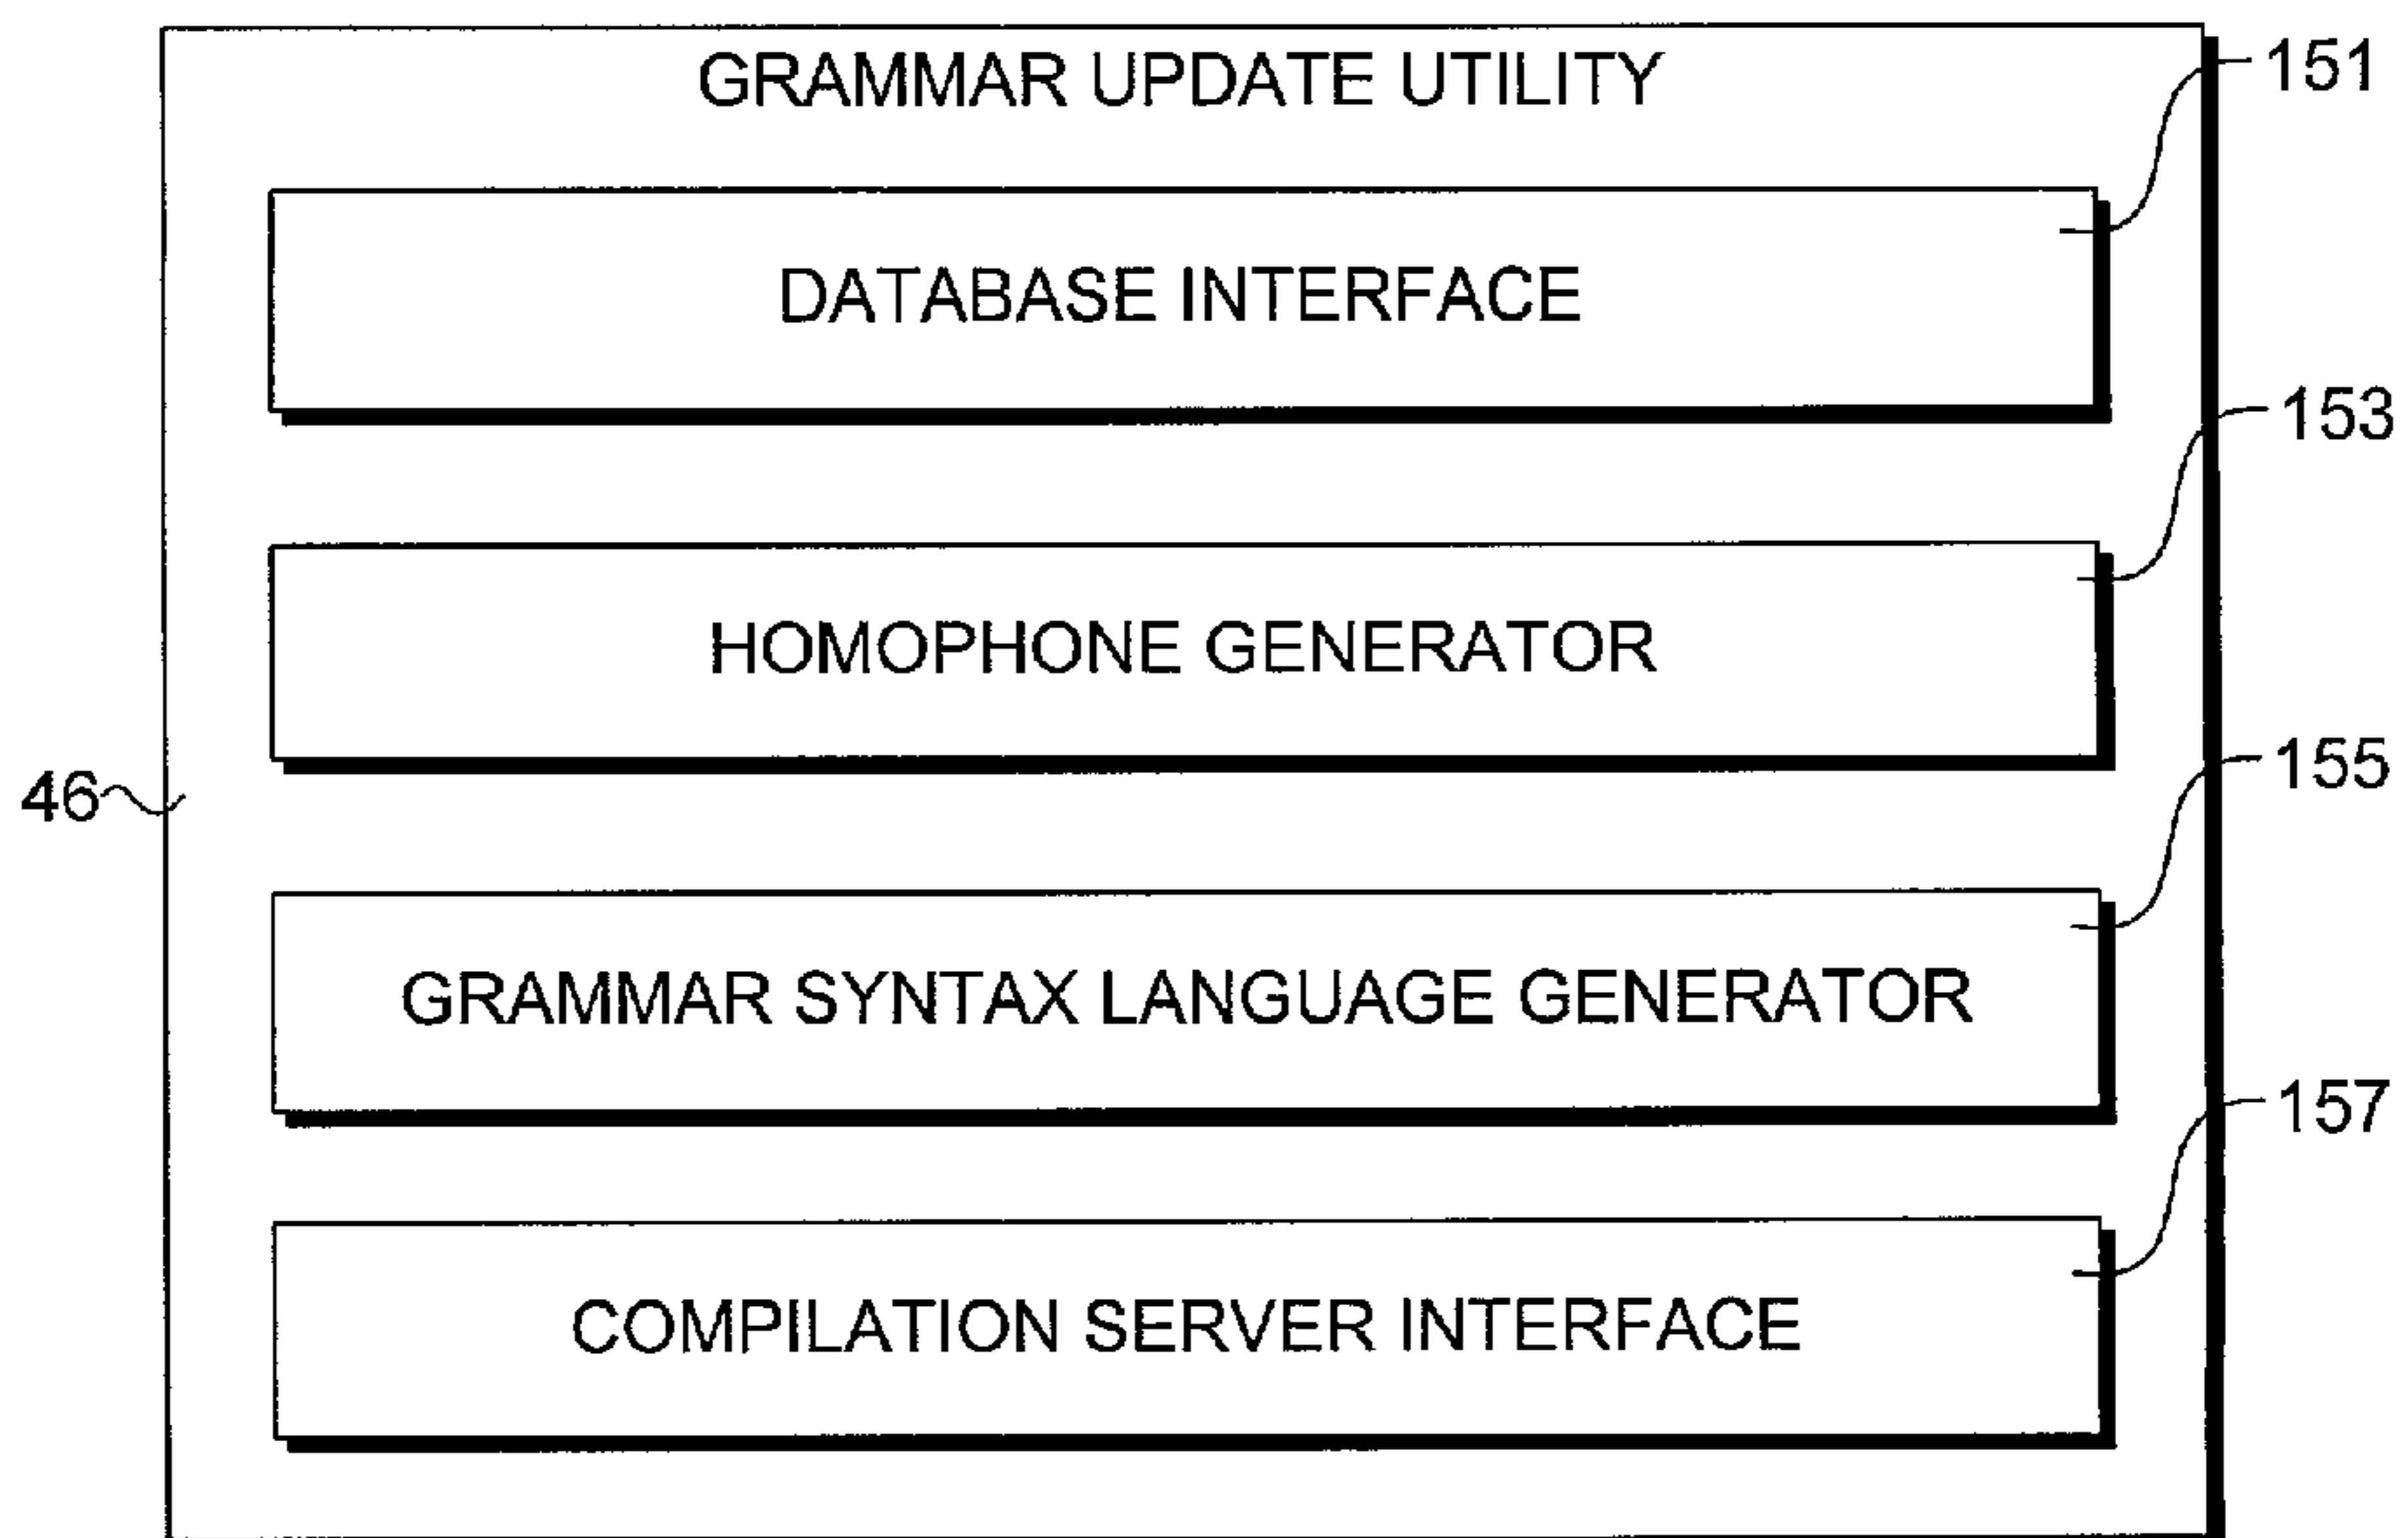 GRAMMAR UPDATE UTILITY
151
DATABASE INTERFACE
153
HOMOPHONE GENERATOR
155
46
GRAMMAR SYNTAX LANGUAGE GENERATOR
157
COMPILATION SERVER INTERFACE